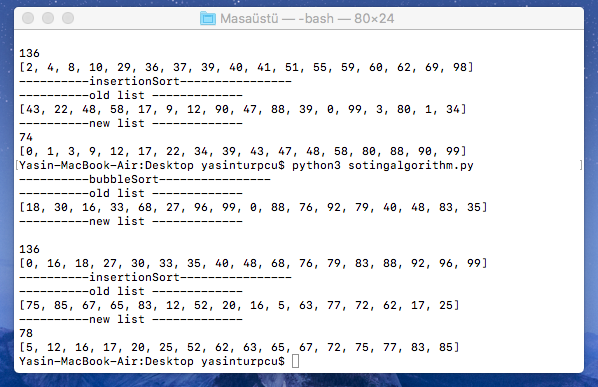 Masaüstü — -bash — 80×24
136
[2, 4, 8, 10, 29, 36, 37, 39, 40, 41, 51, 55, 59, 60, 62, 69, 98]
----------insertionSort----------------
----------old list -------------
[43, 22, 48, 58, 17, 9, 12, 90, 47, 88, 39, 0, 99, 3, 80, 1, 34]
----------new list -------------
74
[0, 1, 3, 9, 12, 17, 22, 34, 39, 43, 47, 48, 58, 80, 88, 90, 99]
[Yasin-MacBook-Air:Desktop yasinturpcu$ python3 sotingalgorithm.py ]
----------bubbleSort----------------
----------old list -------------
[18, 30, 16, 33, 68, 27, 96, 99, 0, 88, 76, 92, 79, 40, 48, 83, 35]
----------new list -------------
136
[0, 16, 18, 27, 30, 33, 35, 40, 48, 68, 76, 79, 83, 88, 92, 96, 99]
----------insertionSort----------------
----------old list -------------
[75, 85, 67, 65, 83, 12, 52, 20, 16, 5, 63, 77, 72, 62, 17, 25]
----------new list -------------
78
[5, 12, 16, 17, 20, 25, 52, 62, 63, 65, 67, 72, 75, 77, 83, 85]
Yasin-MacBook-Air:Desktop yasinturpcu$